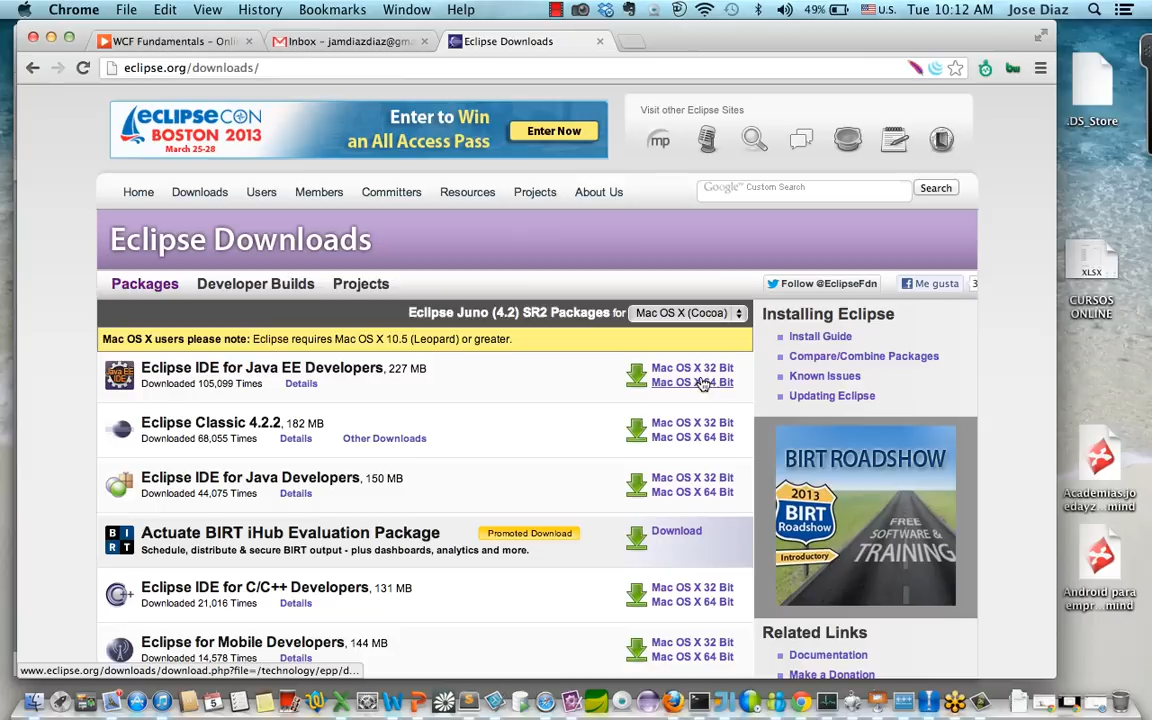 Chrome File Edit View History Bookmarks Window Help 49% U.S. Tue 10:12 AM Jose Diaz
WCF Fundamentals - Onli
Inbox - jamdiazdiaz@gm
Eclipse Downloads
eclipse.org/downloads/
.DS_Store
eclipsecon
BOSTON 2013
March 25-28
Enter to Win
an All Access Pass
Enter Now
Visit other Eclipse Sites
mp
Home Downloads Users Members Committers Resources Projects About Us
Google™ Custom Search
Search
Eclipse Downloads
Packages Developer Builds Projects
Follow @EclipseFdn
Me gusta
3
XLSX
CURSOS
ONLINE
Eclipse Juno (4.2) SR2 Packages for Mac OS X (Cocoa)
Mac OS X users please note: Eclipse requires Mac OS X 10.5 (Leopard) or greater.
Java EE
IDE
Eclipse IDE for Java EE Developers, 227 MB
Downloaded 105,099 Times Details
Mac OS X 32 Bit
Mac OS X 64 Bit
Eclipse Classic 4.2.2, 182 MB
Downloaded 68,055 Times Details Other Downloads
Mac OS X 32 Bit
Mac OS X 64 Bit
Eclipse IDE for Java Developers, 150 MB
Downloaded 44,075 Times Details
Mac OS X 32 Bit
Mac OS X 64 Bit
BIRT
Actuate BIRT iHub Evaluation Package
Promoted Download
Download
Schedule, distribute & secure BIRT output - plus dashboards, analytics and more.
Eclipse IDE for C/C++ Developers, 131 MB
Downloaded 21,016 Times Details
Mac OS X 32 Bit
Mac OS X 64 Bit
Eclipse for Mobile Developers, 144 MB
Downloaded 14,578 Times Details
Mac OS X 32 Bit
Mac OS X 64 Bit
Installing Eclipse
Install Guide
Compare/Combine Packages
Known Issues
Updating Eclipse
BIRT ROADSHOW
2013
BIRT
Roadshow
Introductory
FREE
SOFTWARE &
TRAINING
Related Links
Documentation
Make a Donation
Academias.jo
edayz....mind
Android para
empr...mind
www.eclipse.org/downloads/download.php?file=/technology/epp/d...